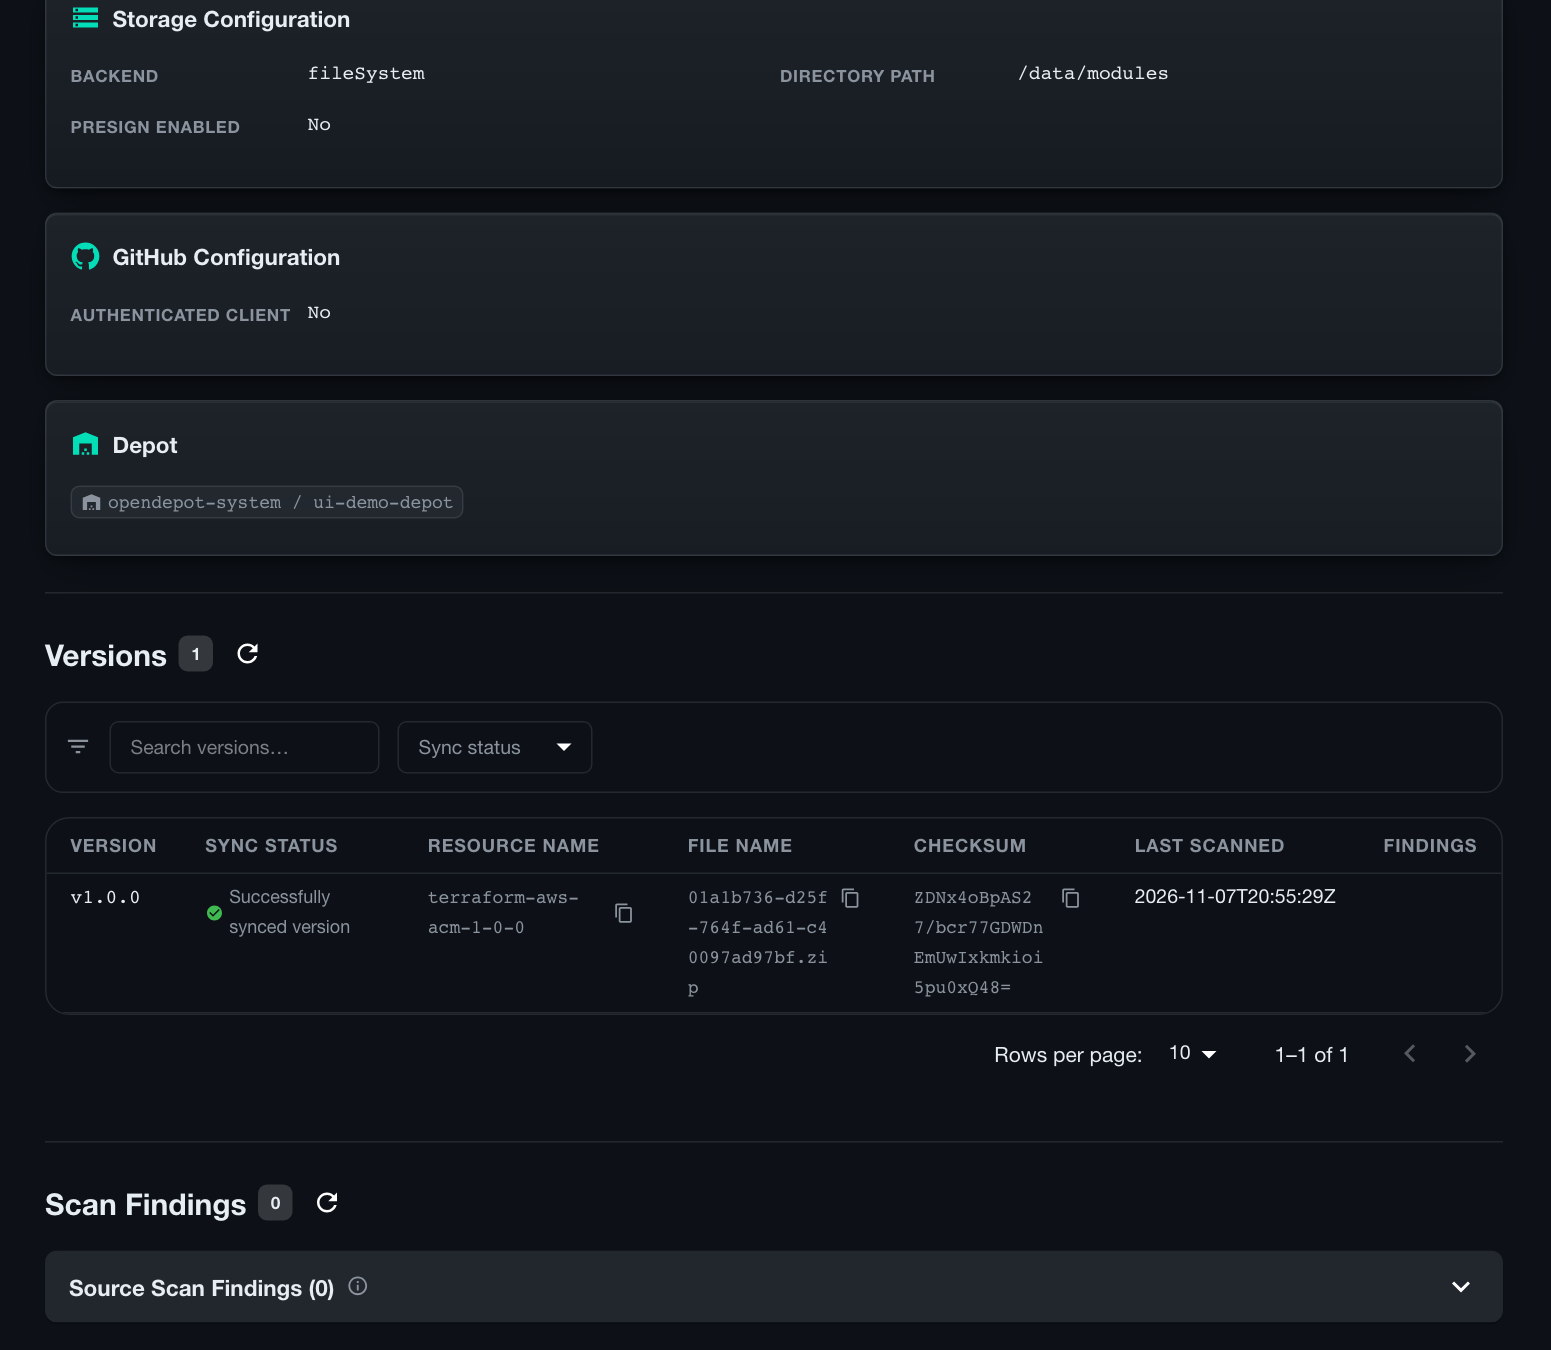 Storage Configuration
BACKEND fileSystem DIRECTORY PATH /data/modules
PRESIGN ENABLED No
GitHub Configuration
AUTHENTICATED CLIENT No
Depot
opendepot-system / ui-demo-depot
Versions 1
Search versions... Sync status
VERSION SYNC STATUS RESOURCE NAME FILE NAME CHECKSUM LAST SCANNED FINDINGS
v1.0.0
Successfully
synced version
terraform-aws-
acm-1-0-0
01a1b736-d25f
-764f-ad61-c4
0097ad97bf.zi
p
ZDNx4oBpAS2
7/bcr77GDWDn
EmUwIxkmkioi
5pu0xQ48=
2026-11-07T20:55:29Z
Rows per page: 10 1–1 of 1
Scan Findings 0
Source Scan Findings (0)